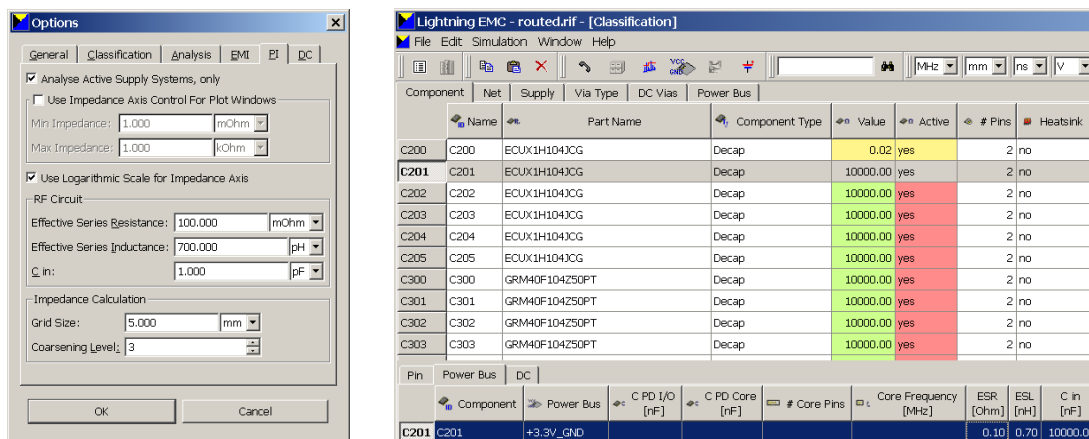 Options
General Classification Analysis EMI PI DC
Analyse Active Supply Systems, only
Use Impedance Axis Control For Plot Windows
Min Impedance: 1.000 mOhm
Max Impedance: 1.000 kOhm
Use Logarithmic Scale for Impedance Axis
RF Circuit
Effective Series Resistance: 100.000 mOhm
Effective Series Inductance: 700.000 pH
C in: 1.000 pF
Impedance Calculation
Grid Size: 5.000 mm
Coarsening Level: 3
OK Cancel
Lightning EMC - routed.rif - [Classification]
File Edit Simulation Window Help
VCC
GND
MHz mm ns V
Component Net Supply Via Type DC Vias Power Bus
Name Part Name Component Type Value Active # Pins Heatsink
C200 C200 ECUX1H104JCG Decap 0.02 yes 2 no
C201 C201 ECUX1H104JCG Decap 10000.00 yes 2 no
C202 C202 ECUX1H104JCG Decap 10000.00 yes 2 no
C203 C203 ECUX1H104JCG Decap 10000.00 yes 2 no
C204 C204 ECUX1H104JCG Decap 10000.00 yes 2 no
C205 C205 ECUX1H104JCG Decap 10000.00 yes 2 no
C300 C300 GRM40F104Z50PT Decap 10000.00 yes 2 no
C301 C301 GRM40F104Z50PT Decap 10000.00 yes 2 no
C302 C302 GRM40F104Z50PT Decap 10000.00 yes 2 no
C303 C303 GRM40F104Z50PT Decap 10000.00 yes 2 no
Pin Power Bus DC
Component Power Bus C PD I/O [nF] C PD Core [nF] # Core Pins Core Frequency [MHz] ESR [Ohm] ESL [nH] C in [nF]
C201 C201 +3.3V_GND 0.10 0.70 10000.0